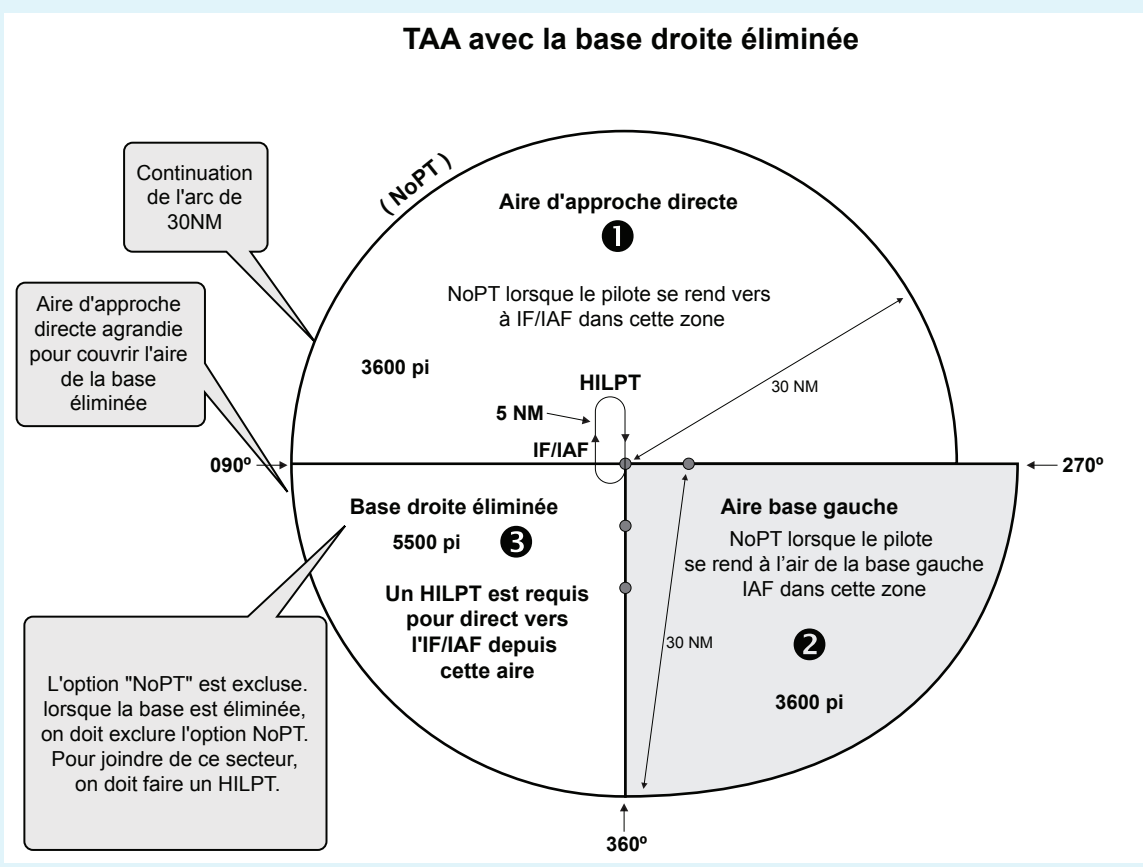 TAA avec la base droite éliminée
Continuation
de l'arc de
30NM
( NoPT )
Aire d'approche directe
1
NoPT lorsque le pilote se rend vers
à IF/IAF dans cette zone
Aire d'approche
directe agrandie
pour couvrir l'aire
de la base
éliminée
3600 pi
HILPT
30 NM
5 NM
IF/IAF
090º
270º
Base droite éliminée
5500 pi
3
Un HILPT est requis
pour direct vers
l'IF/IAF depuis
cette aire
Aire base gauche
NoPT lorsque le pilote
se rend à l’air de la base gauche
IAF dans cette zone
2
30 NM
3600 pi
L'option "NoPT" est excluse.
lorsque la base est éliminée,
on doit exclure l'option NoPT.
Pour joindre de ce secteur,
on doit faire un HILPT.
360º